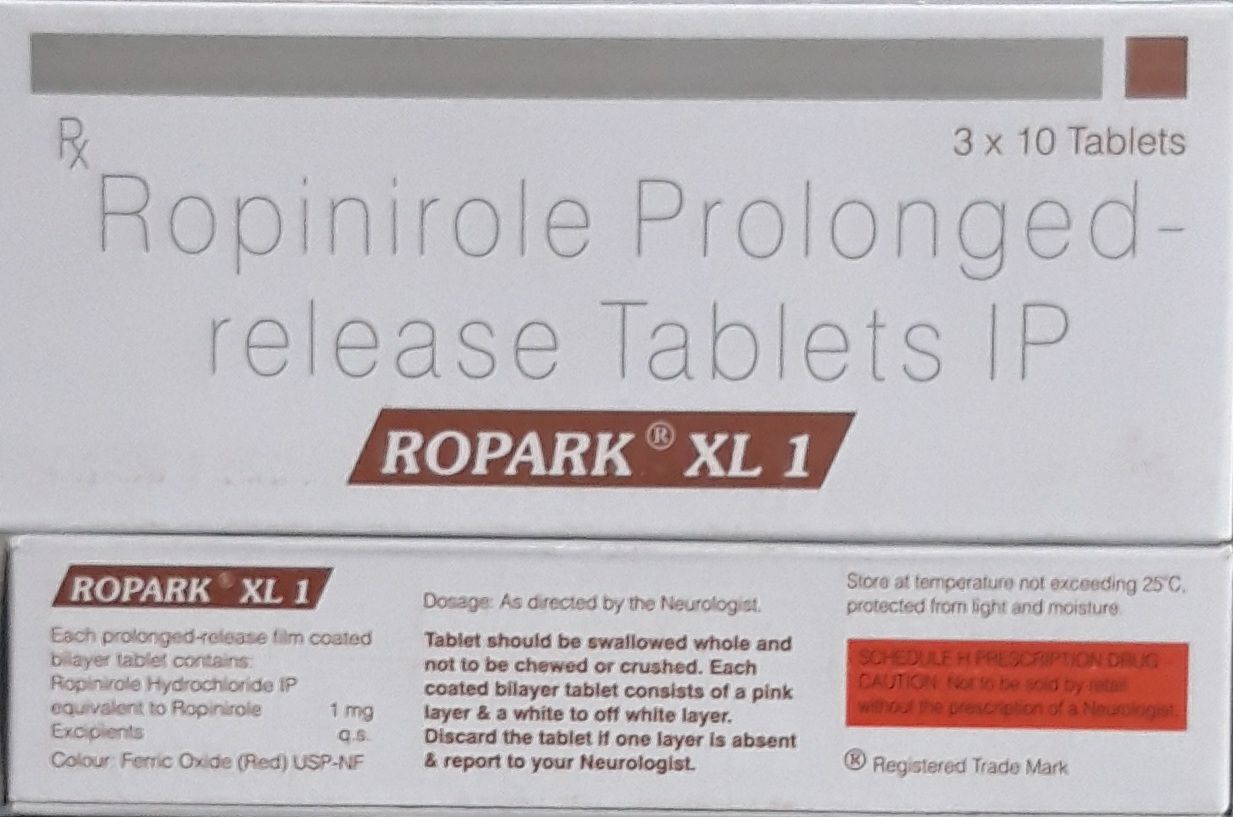 3 x 10 Tablets
Rx
Ropinirole Prolonged-
release Tablets IP
ROPARK ® XL 1
ROPARK ® XL 1
Each prolonged-release film coated
bilayer tablet contains:
Ropinirole Hydrochloride IP
equivalent to Ropinirole 1 mg
Excipients q.s.
Colour: Ferric Oxide (Red) USP-NF
Dosage: As directed by the Neurologist.
Tablet should be swallowed whole and
not to be chewed or crushed. Each
coated bilayer tablet consists of a pink
layer & a white to off white layer.
Discard the tablet if one layer is absent
& report to your Neurologist.
Store at temperature not exceeding 25°C,
protected from light and moisture.
SCHEDULE H PRESCRIPTION DRUG -
CAUTION: Not to be sold by retail
without the prescription of a Neurologist.
® Registered Trade Mark